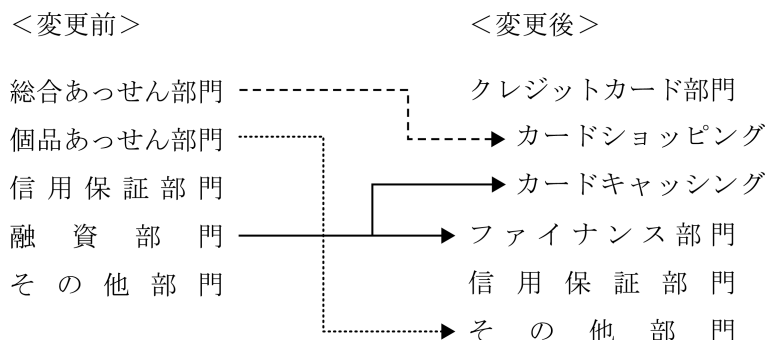 <変更前>
総合あっせん部門
個品あっせん部門
信用保証部門
融資部門
その他部門
<変更後>
クレジットカード部門
カードショッピング
カードキャッシング
ファイナンス部門
信用保証部門
その他部門